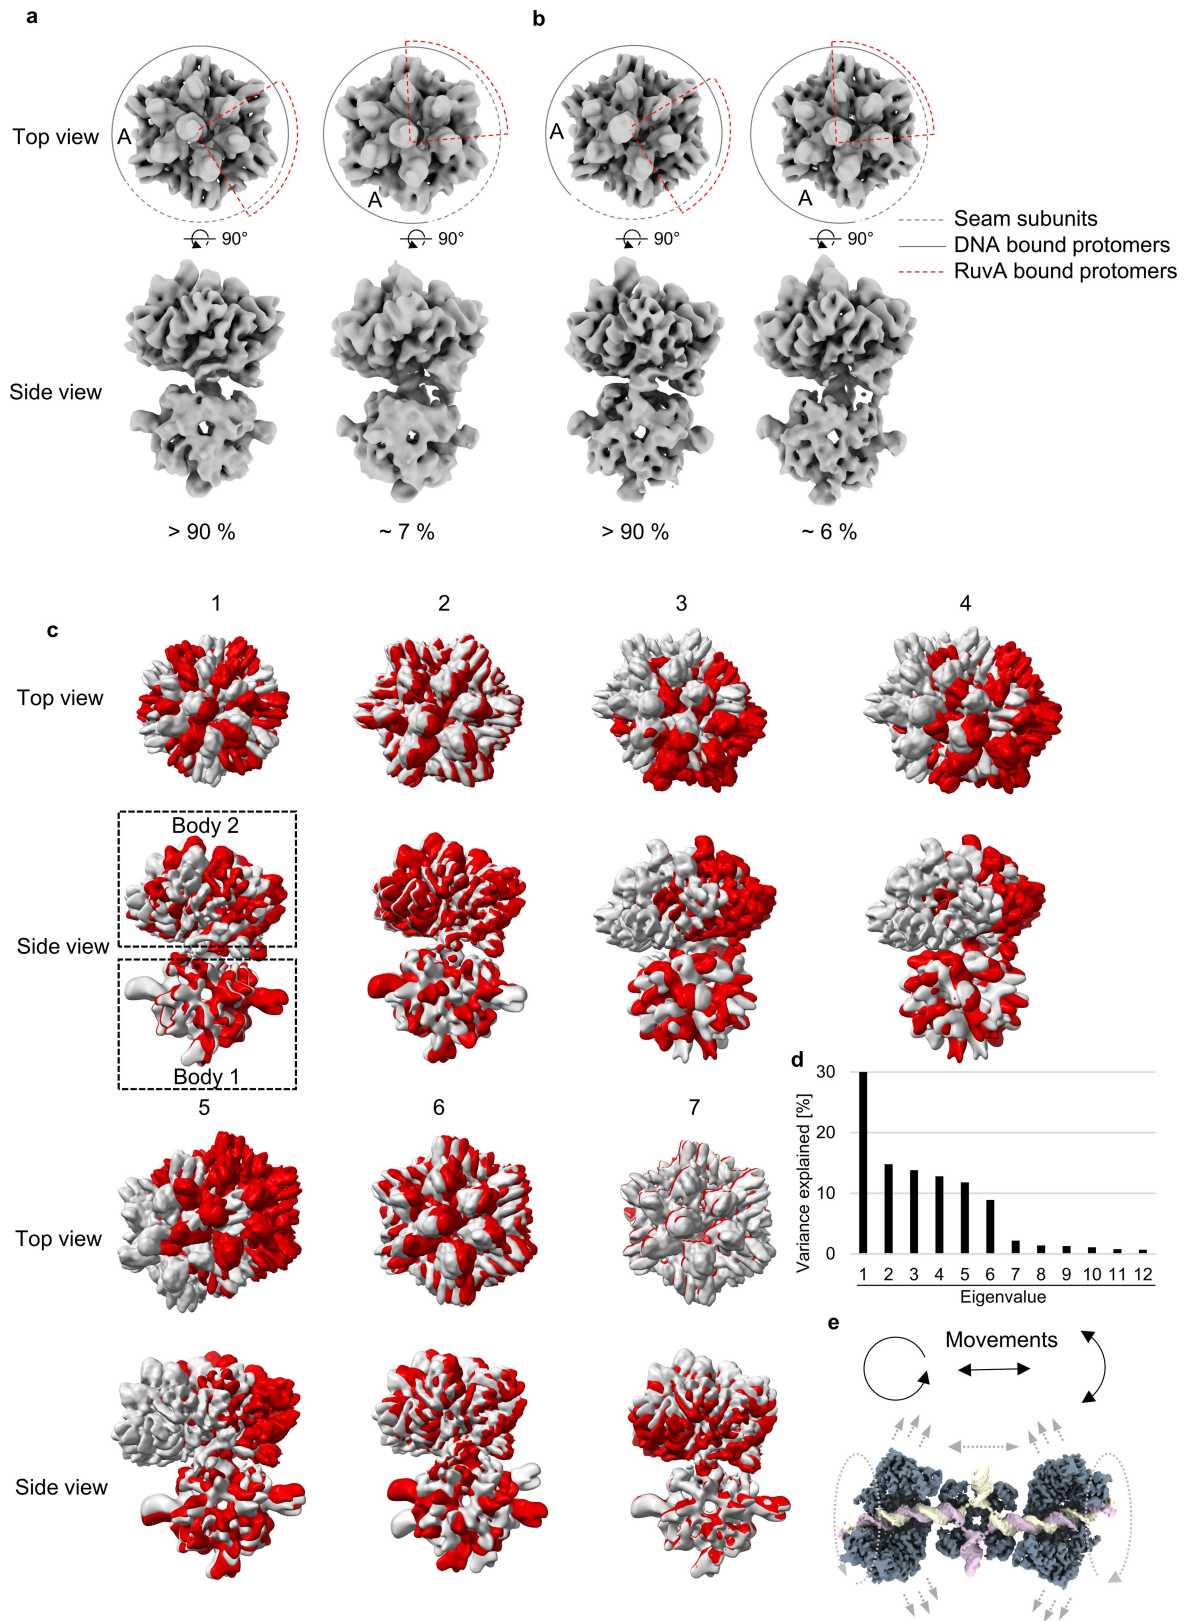 a
b
Top view
A
A
A
A
90°
90°
90°
90°
Seam subunits
DNA bound protomers
RuvA bound protomers
Side view
> 90 %
~ 7 %
> 90 %
~ 6 %
c
1
2
3
4
Top view
Body 2
Side view
Body 1
5
6
7
Top view
Side view
d
Variance explained [%]
30
20
10
0
1 2 3 4 5 6 7 8 9 10 11 12
Eigenvalue
e
Movements